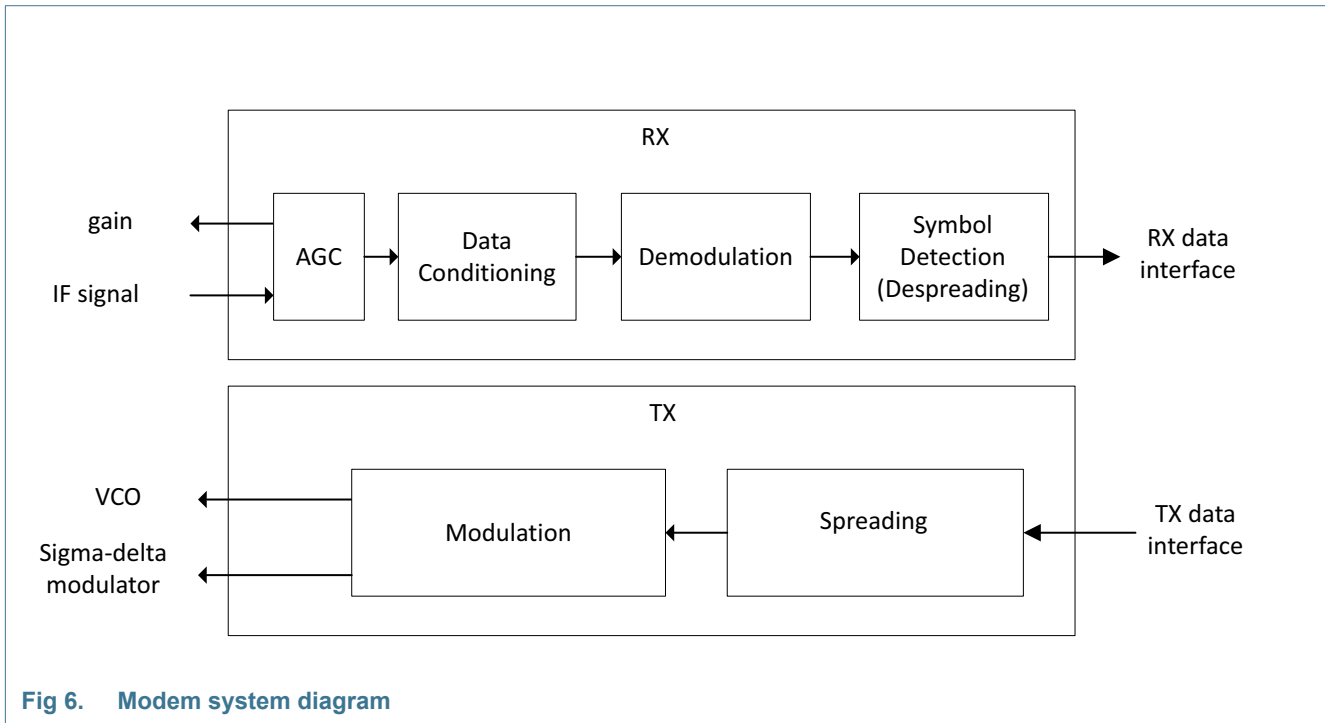 RX
gain
IF signal
AGC
Data
Conditioning
Demodulation
Symbol
Detection
(Despreading)
RX data
interface
TX
VCO
Sigma-delta
modulator
Modulation
Spreading
TX data
interface
Fig 6. Modem system diagram